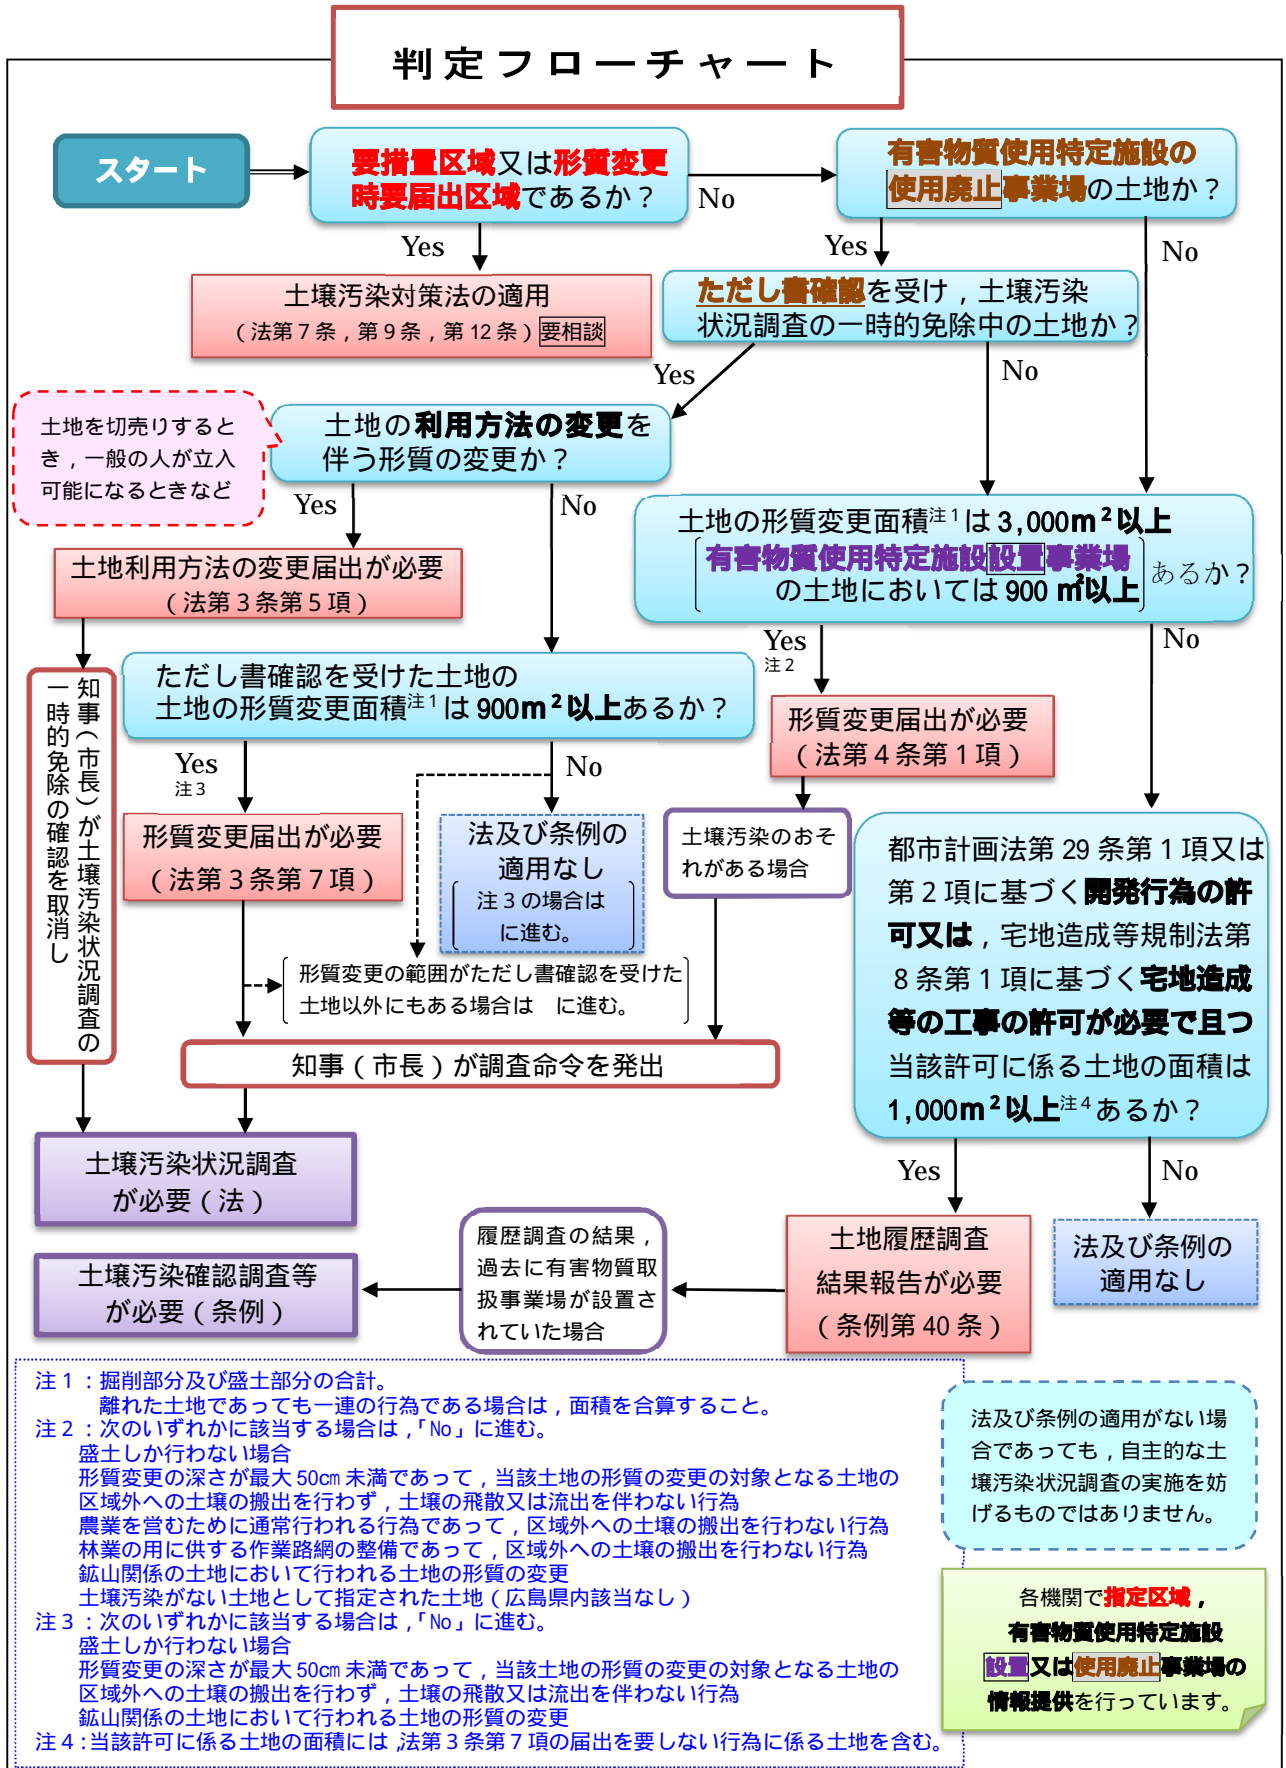 判定フローチャート
スタート
要措置区域又は形質変更
時要届出区域であるか？
No
有害物質使用特定施設の
使用廃止事業場の土地か？
Yes
Yes
No
土壌汚染対策法の適用
（法第７条，第９条，第12条）要相談
ただし書確認を受け，土壌汚染
状況調査の一時的免除中の土地か？
Yes
No
土地を切売りすると
き，一般の人が立入
可能になるときなど
土地の利用方法の変更を
伴う形質の変更か？
Yes
No
土地の形質変更面積注１は3,000m²以上
有害物質使用特定施設設置事業場
の土地においては900㎡以上
あるか？
土地利用方法の変更届出が必要
（法第３条第５項）
Yes
注２
No
知事（市長）が土壌汚染状況調査の
一時的免除の確認を取消し
ただし書確認を受けた土地の
土地の形質変更面積注１は900m²以上あるか？
形質変更届出が必要
（法第４条第１項）
Yes
注３
No
形質変更届出が必要
（法第３条第７項）
法及び条例の
適用なし
注３の場合は
に進む。
土壌汚染のおそ
れがある場合
都市計画法第29条第１項又は
第２項に基づく開発行為の許
可又は，宅地造成等規制法第
８条第１項に基づく宅地造成
等の工事の許可が必要で且つ
当該許可に係る土地の面積は
1,000m²以上注４あるか？
形質変更の範囲がただし書確認を受けた
土地以外にもある場合は　に進む。
知事（市長）が調査命令を発出
土壌汚染状況調査
が必要（法）
Yes
No
土壌汚染確認調査等
が必要（条例）
履歴調査の結果，
過去に有害物質取
扱事業場が設置さ
れていた場合
土地履歴調査
結果報告が必要
（条例第40条）
法及び条例の
適用なし
注１：掘削部分及び盛土部分の合計。
離れた土地であっても一連の行為である場合は，面積を合算すること。
注２：次のいずれかに該当する場合は，「No」に進む。
盛土しか行わない場合
形質変更の深さが最大50㎝未満であって，当該土地の形質の変更の対象となる土地の
区域外への土壌の搬出を行わず，土壌の飛散又は流出を伴わない行為
農業を営むために通常行われる行為であって，区域外への土壌の搬出を行わない行為
林業の用に供する作業路網の整備であって，区域外への土壌の搬出を行わない行為
鉱山関係の土地において行われる土地の形質の変更
土壌汚染がない土地として指定された土地（広島県内該当なし）
注３：次のいずれかに該当する場合は，「No」に進む。
盛土しか行わない場合
形質変更の深さが最大50㎝未満であって，当該土地の形質の変更の対象となる土地の
区域外への土壌の搬出を行わず，土壌の飛散又は流出を伴わない行為
鉱山関係の土地において行われる土地の形質の変更
注４：当該許可に係る土地の面積には，法第３条第７項の届出を要しない行為に係る土地を含む。
法及び条例の適用がない場
合であっても，自主的な土
壌汚染状況調査の実施を妨
げるものではありません。
各機関で指定区域，
有害物質使用特定施設
設置又は使用廃止事業場の
情報提供を行っています。